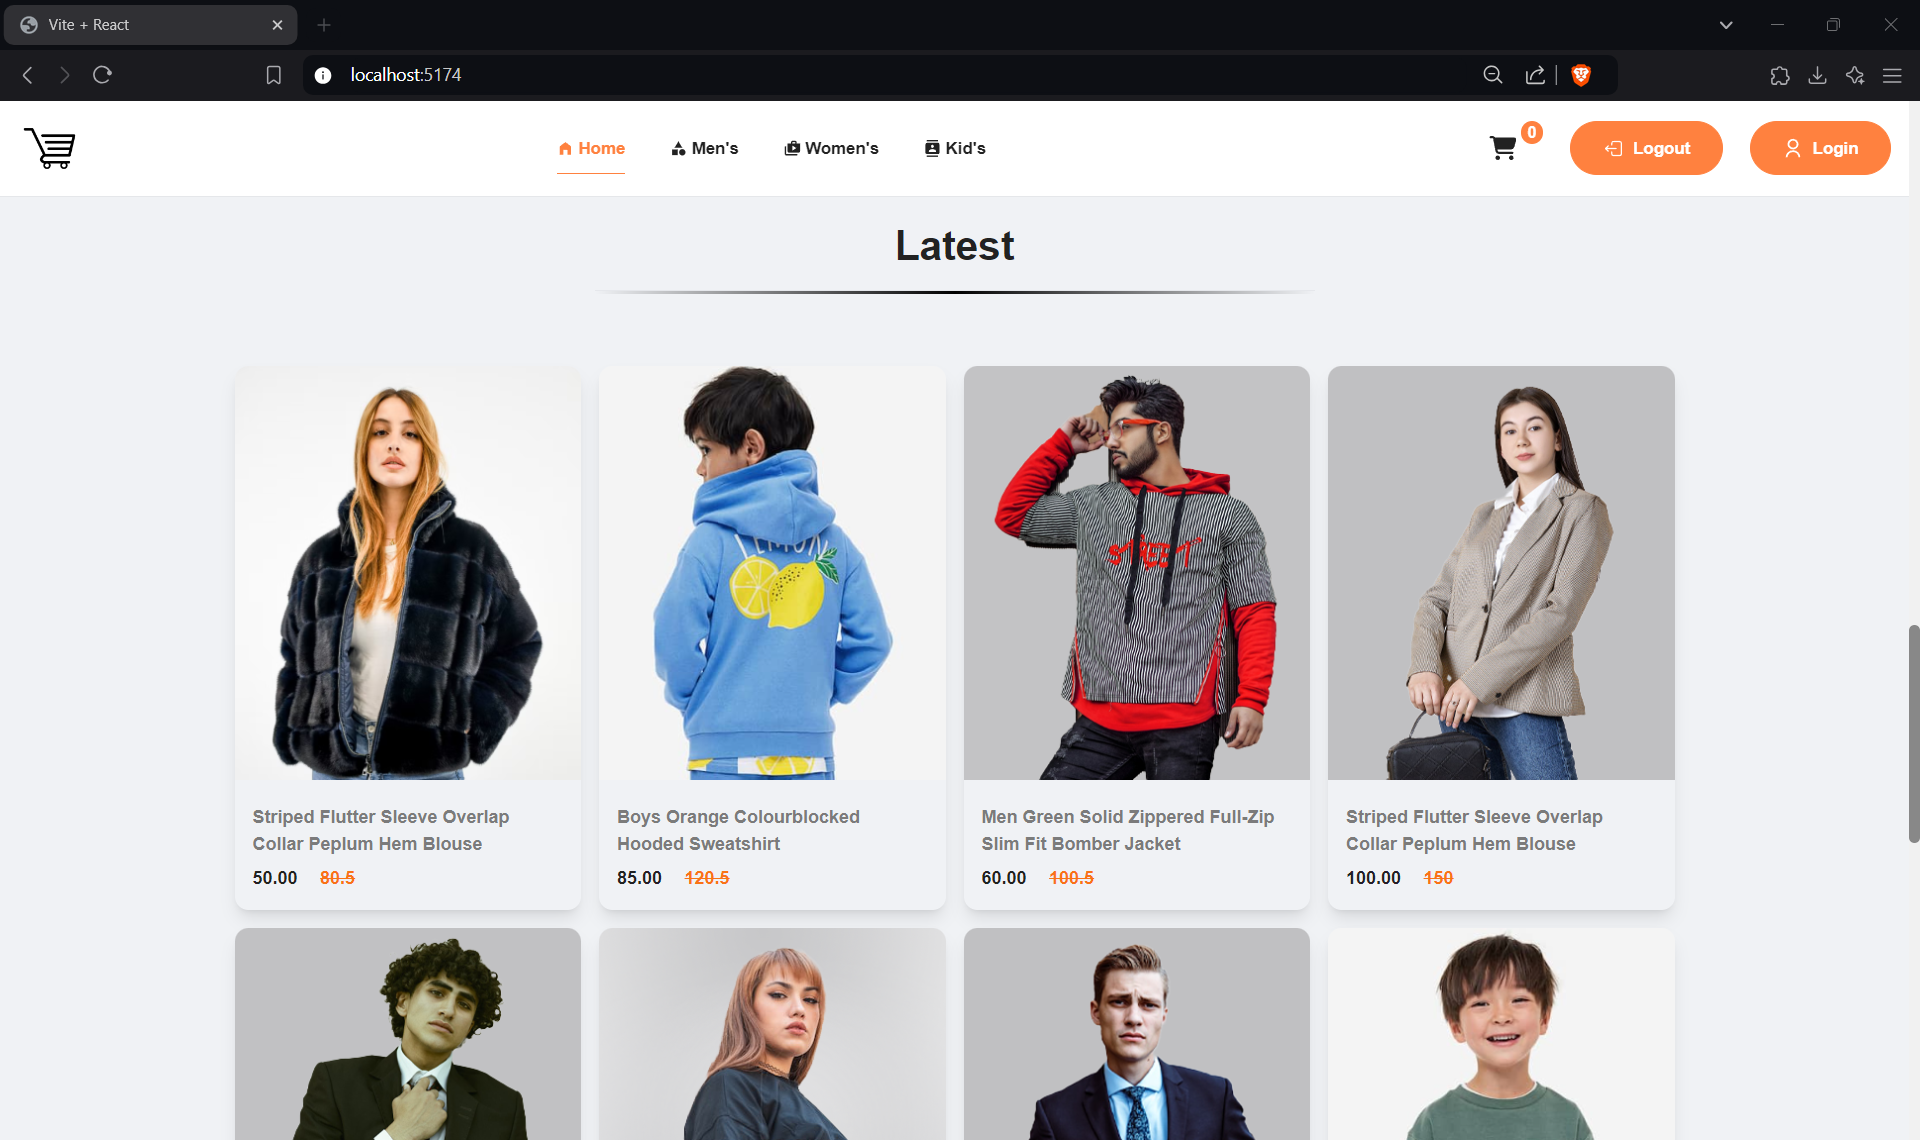 Vite + React
localhost:5174
Home
Men's
Women's
Kid's
0
Logout
Login
Latest
LEMON
STREET
Striped Flutter Sleeve Overlap
Collar Peplum Hem Blouse
50.00 80.5
Boys Orange Colourblocked
Hooded Sweatshirt
85.00 120.5
Men Green Solid Zippered Full-Zip
Slim Fit Bomber Jacket
60.00 100.5
Striped Flutter Sleeve Overlap
Collar Peplum Hem Blouse
100.00 150